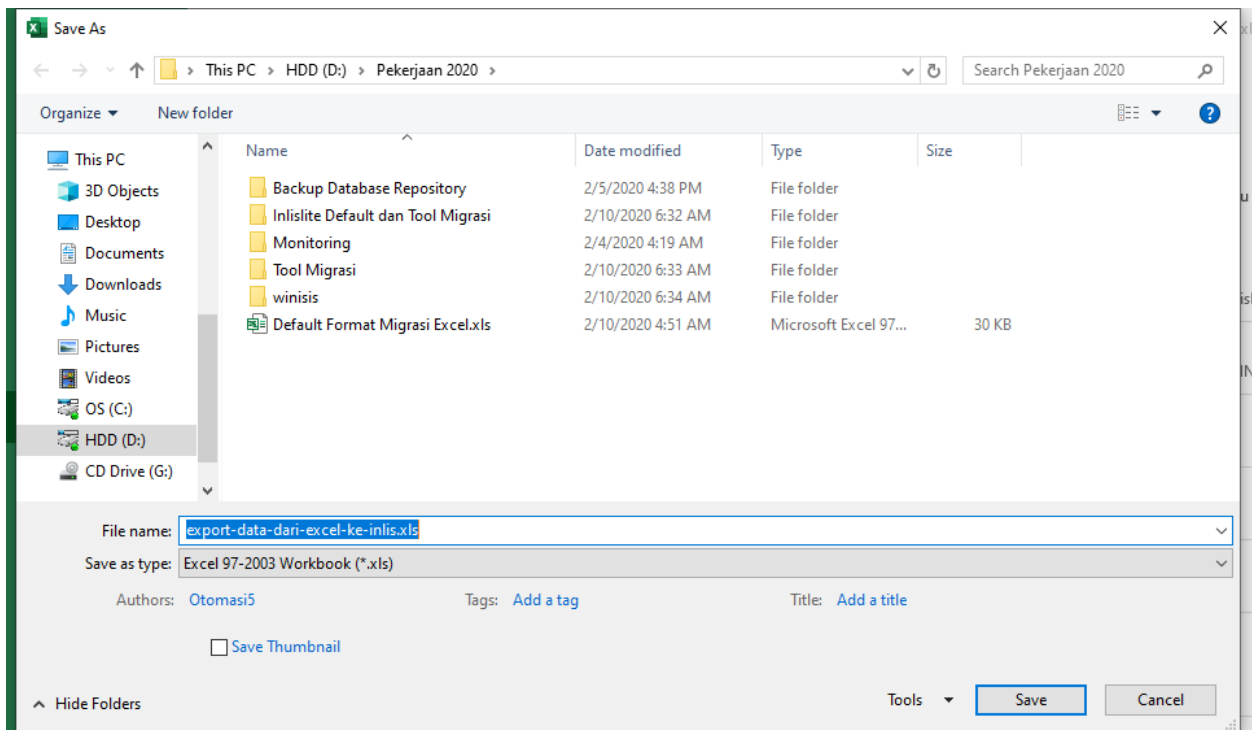 Save As
This PC > HDD (D:) > Pekerjaan 2020 >
Search Pekerjaan 2020
Organize
New folder
Name Date modified Type Size
This PC
3D Objects
Desktop
Documents
Downloads
Music
Pictures
Videos
OS (C:)
HDD (D:)
CD Drive (G:)
Backup Database Repository 2/5/2020 4:38 PM File folder
Inlislite Default dan Tool Migrasi 2/10/2020 6:32 AM File folder
Monitoring 2/4/2020 4:19 AM File folder
Tool Migrasi 2/10/2020 6:33 AM File folder
winisis 2/10/2020 6:34 AM File folder
Default Format Migrasi Excel.xls 2/10/2020 4:51 AM Microsoft Excel 97... 30 KB
File name: export-data-dari-excel-ke-inlis.xls
Save as type: Excel 97-2003 Workbook (*.xls)
Authors: Otomasi5 Tags: Add a tag Title: Add a title
Save Thumbnail
Hide Folders
Tools Save Cancel